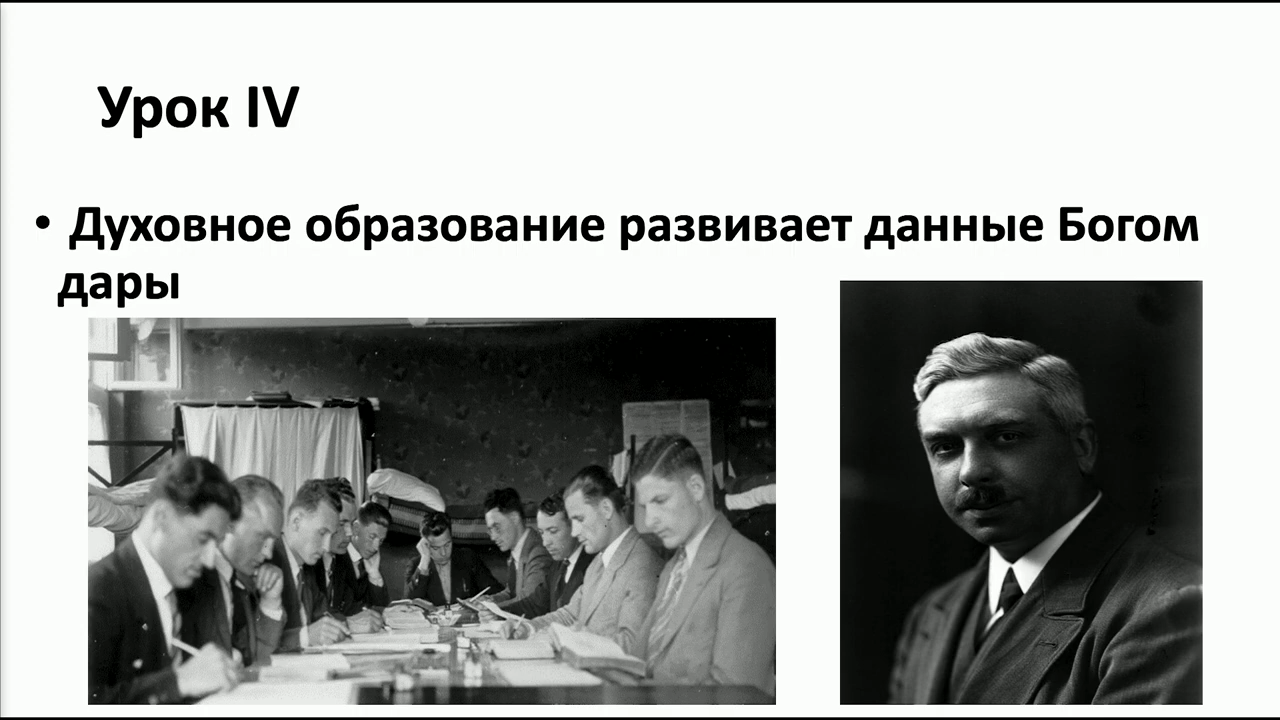 Урок IV
• Духовное образование развивает данные Богом
дары